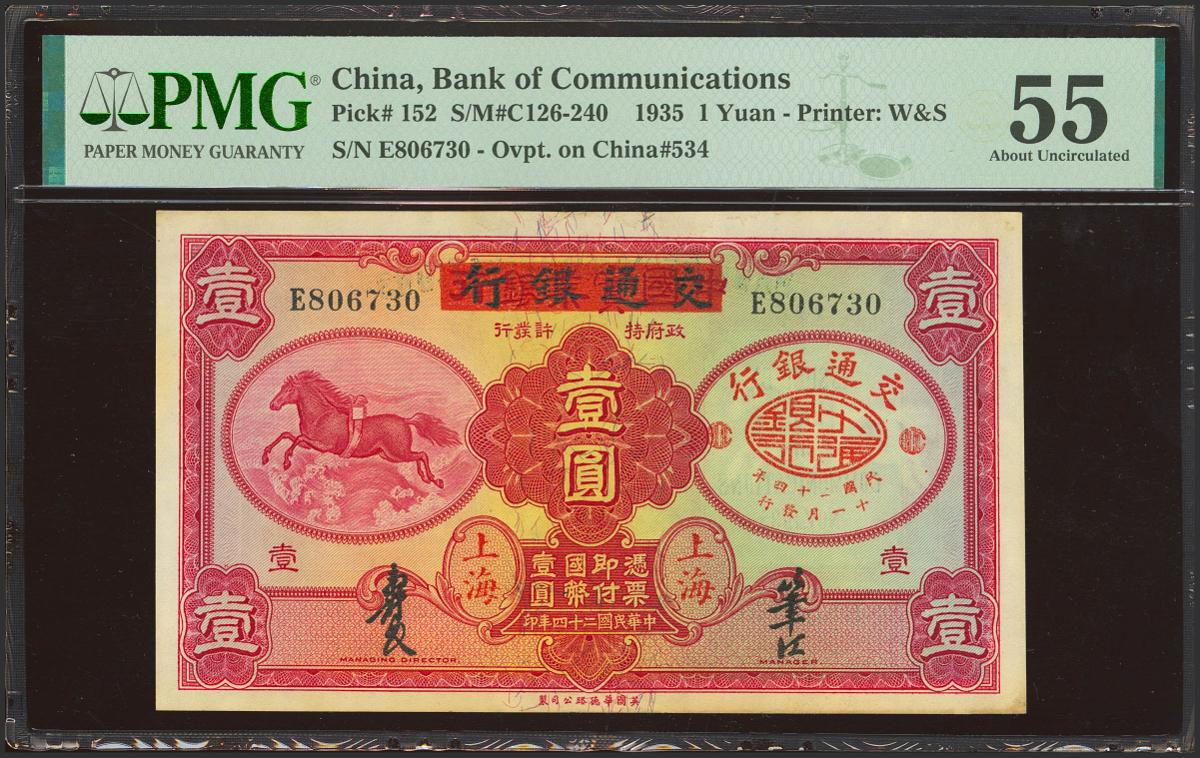 PMG®
PAPER MONEY GUARANTY
China, Bank of Communications
Pick# 152 S/M#C126-240 1935 1 Yuan - Printer: W&S
S/N E806730 - Ovpt. on China#534
55
About Uncirculated
壹
壹
行銀通交
E806730
E806730
行業許 持府政
壹圓
行銀通交
年四十二國民
行發月一十
壹
壹
上海
上海
憑票
即付
國幣
壹圓
印年四十二國民華中
壹
壹
MANAGING DIRECTOR
MANAGER
製司公路施華國英